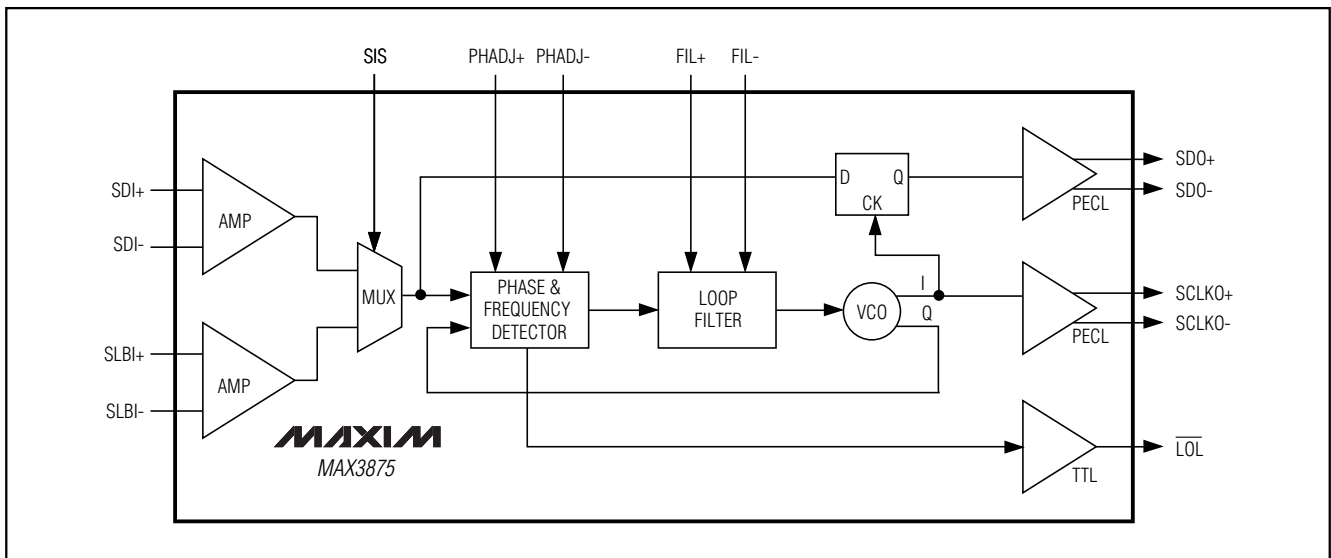 SIS
PHADJ+ PHADJ-
FIL+ FIL-
SDI+
SDI-
AMP
SLBI+
SLBI-
AMP
MUX
PHASE &
FREQUENCY
DETECTOR
LOOP
FILTER
VCO
I
Q
D Q
CK
PECL
SDO+
SDO-
PECL
SCLKO+
SCLKO-
TTL
LOL
MAXIM
MAX3875